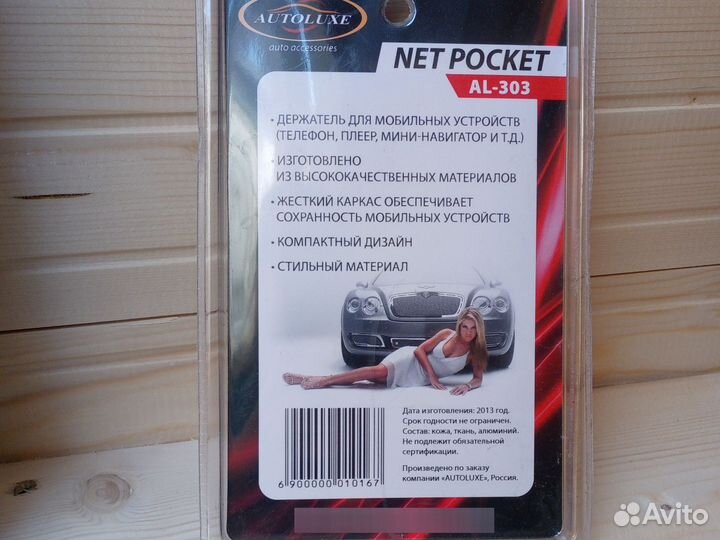 AUTOLUXE
auto accessories
NET POCKET
AL-303
• ДЕРЖАТЕЛЬ ДЛЯ МОБИЛЬНЫХ УСТРОЙСТВ
(ТЕЛЕФОН, ПЛЕЕР, МИНИ-НАВИГАТОР И Т.Д.)
• ИЗГОТОВЛЕНО
ИЗ ВЫСОКОКАЧЕСТВЕННЫХ МАТЕРИАЛОВ
• ЖЕСТКИЙ КАРКАС ОБЕСПЕЧИВАЕТ
СОХРАННОСТЬ МОБИЛЬНЫХ УСТРОЙСТВ
• КОМПАКТНЫЙ ДИЗАЙН
• СТИЛЬНЫЙ МАТЕРИАЛ
Дата изготовления: 2013 год.
Срок годности не ограничен.
Состав: кожа, ткань, алюминий.
Не подлежит обязательной
сертификации.
Произведено по заказу
компании «AUTOLUXE», Россия.
6 900000 010167
Avito